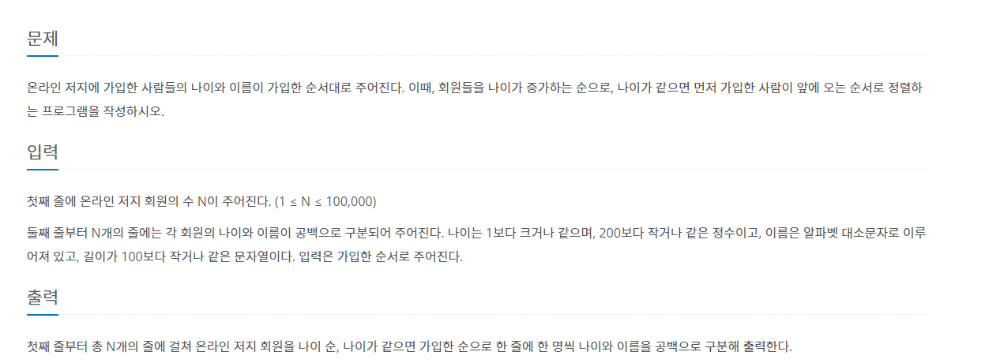 문제
온라인 저지에 가입한 사람들의 나이와 이름이 가입한 순서대로 주어진다. 이때, 회원들을 나이가 증가하는 순으로, 나이가 같으면 먼저 가입한 사람이 앞에 오는 순서로 정렬하
는 프로그램을 작성하시오.
입력
첫째 줄에 온라인 저지 회원의 수 N이 주어진다. (1 ≤ N ≤ 100,000)
둘째 줄부터 N개의 줄에는 각 회원의 나이와 이름이 공백으로 구분되어 주어진다. 나이는 1보다 크거나 같으며, 200보다 작거나 같은 정수이고, 이름은 알파벳 대소문자로 이루
어져 있고, 길이가 100보다 작거나 같은 문자열이다. 입력은 가입한 순서로 주어진다.
출력
첫째 줄부터 총 N개의 줄에 걸쳐 온라인 저지 회원을 나이 순, 나이가 같으면 가입한 순으로 한 줄에 한 명씩 나이와 이름을 공백으로 구분해 출력한다.